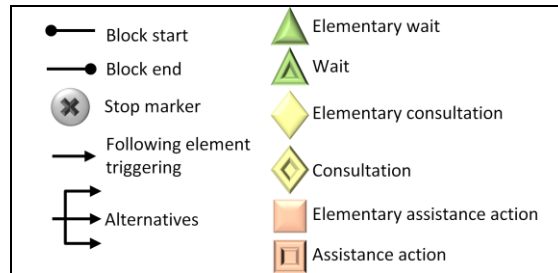 Block start
Block end
Stop marker
Following element
triggering
Alternatives
Elementary wait
Wait
Elementary consultation
Consultation
Elementary assistance action
Assistance action